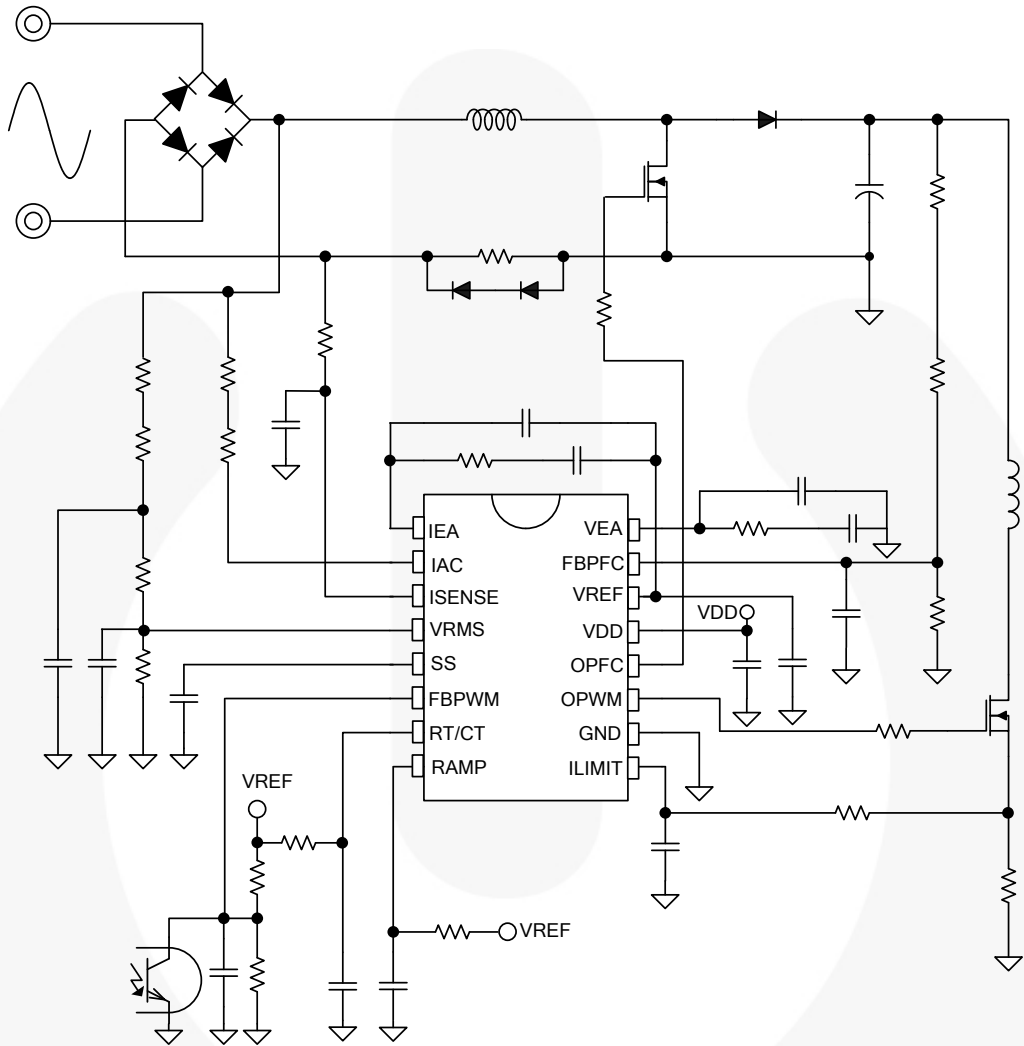 IEA
VEA
IAC
FBPFC
ISENSE
VREF
VRMS
VDD
VDD
SS
OPFC
FBPWM
OPWM
RT/CT
GND
RAMP
ILIMIT
VREF
VREF